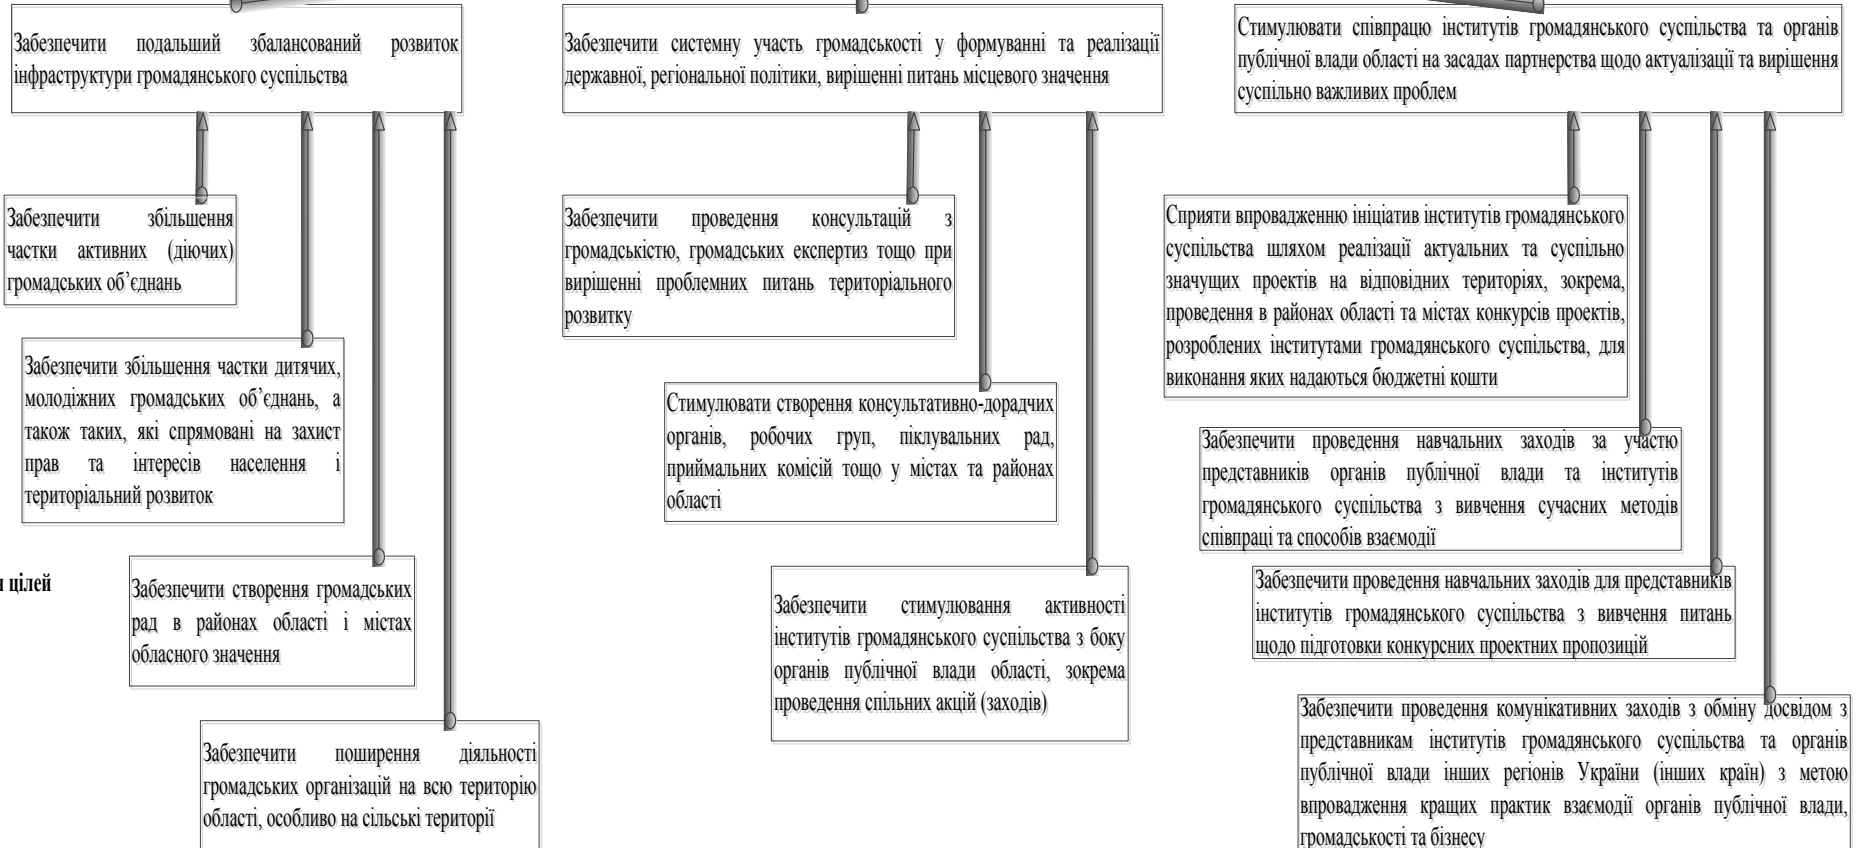 Забезпечити подальший збалансований розвиток
інфраструктури громадянського суспільства
Забезпечити збільшення
частки активних (діючих)
громадських об’єднань
Забезпечити збільшення частки дитячих,
молодіжних громадських об’єднань, а
також таких, які спрямовані на захист
прав та інтересів населення і
територіальний розвиток
цілей
Забезпечити створення громадських
рад в районах області і містах
обласного значення
Забезпечити поширення діяльності
громадських організацій на всю територію
області, особливо на сільські території
Забезпечити системну участь громадськості у формуванні та реалізації
державної, регіональної політики, вирішенні питань місцевого значення
Забезпечити проведення консультацій з
громадськістю, громадських експертиз тощо при
вирішенні проблемних питань територіального
розвитку
Стимулювати створення консультативно-дорадчих
органів, робочих груп, піклувальних рад,
приймальних комісій тощо у містах та районах
області
Забезпечити стимулювання активності
інститутів громадянського суспільства з боку
органів публічної влади області, зокрема
проведення спільних акцій (заходів)
Стимулювати співпрацю інститутів громадянського суспільства та органів
публічної влади області на засадах партнерства щодо актуалізації та вирішення
суспільно важливих проблем
Сприяти впровадженню ініціатив інститутів громадянського
суспільства шляхом реалізації актуальних та суспільно
значущих проектів на відповідних територіях, зокрема,
проведення в районах області та містах конкурсів проектів,
розроблених інститутами громадянського суспільства, для
виконання яких надаються бюджетні кошти
Забезпечити проведення навчальних заходів за участю
представників органів публічної влади та інститутів
громадянського суспільства з вивчення сучасних методів
співпраці та способів взаємодії
Забезпечити проведення навчальних заходів для представників
інститутів громадянського суспільства з вивчення питань
щодо підготовки конкурсних проектних пропозицій
Забезпечити проведення комунікативних заходів з обміну досвідом з
представникам інститутів громадянського суспільства та органів
публічної влади інших регіонів України (інших країн) з метою
впровадження кращих практик взаємодії органів публічної влади,
громадськості та бізнесу